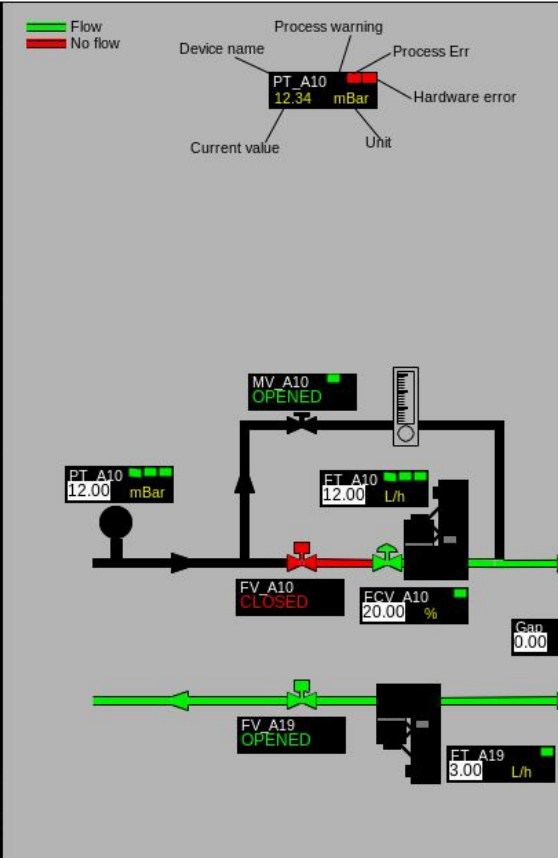 Flow
No flow
Process warning
Device name
Process Err
PT_A10
12.34 mBar
Hardware error
Current value
Unit
MV_A10
OPENED
PT_A10
12.00 mBar
FT_A10
12.00 L/h
FV_A10
CLOSED
FCV_A10
20.00 %
Gap
0.00
FV_A19
OPENED
FT_A19
3.00 L/h